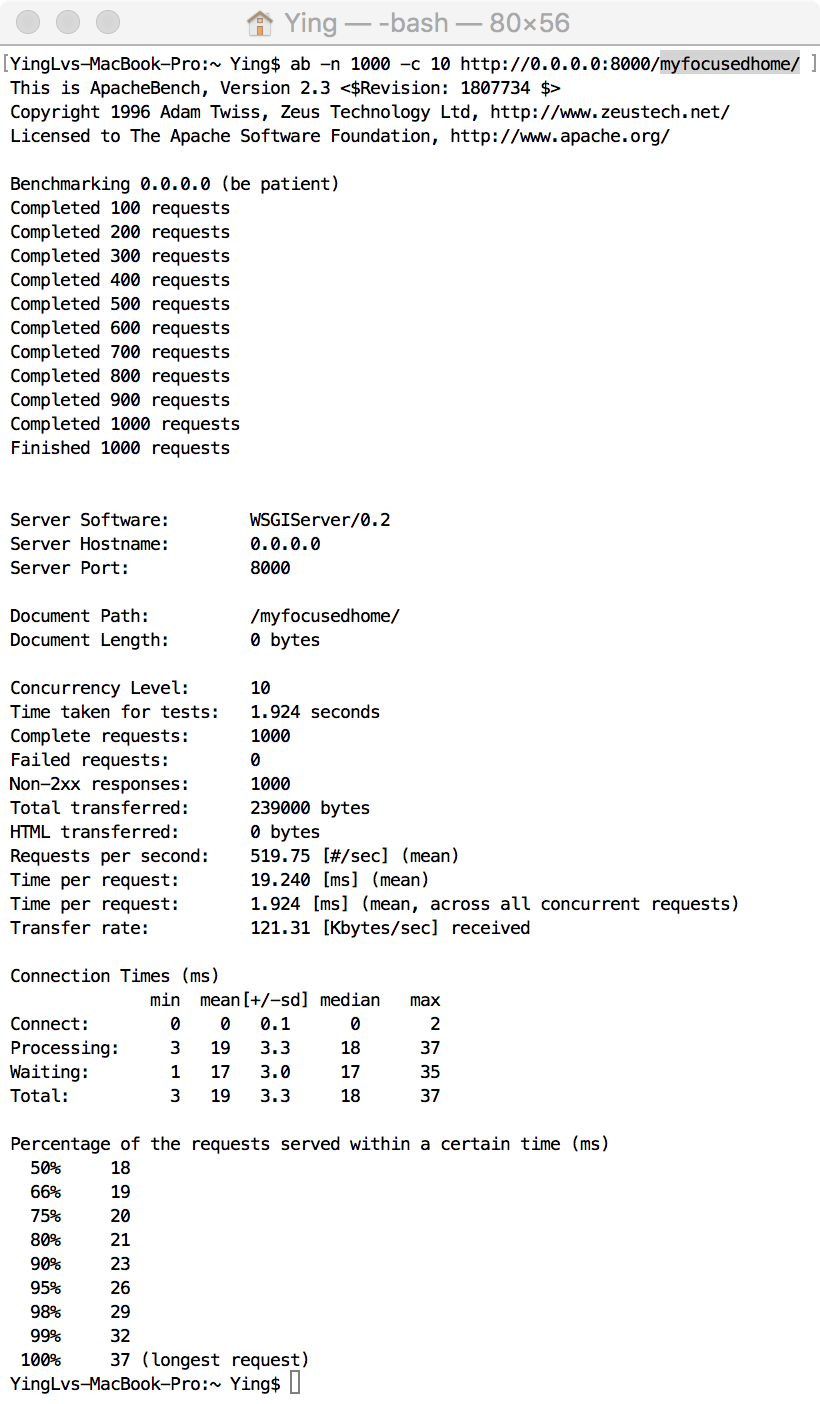 Ying — -bash — 80×56
[YingLvs-MacBook-Pro:~ Ying$ ab -n 1000 -c 10 http://0.0.0.0:8000/myfocusedhome/ ]
This is ApacheBench, Version 2.3 <$Revision: 1807734 $>
Copyright 1996 Adam Twiss, Zeus Technology Ltd, http://www.zeustech.net/
Licensed to The Apache Software Foundation, http://www.apache.org/

Benchmarking 0.0.0.0 (be patient)
Completed 100 requests
Completed 200 requests
Completed 300 requests
Completed 400 requests
Completed 500 requests
Completed 600 requests
Completed 700 requests
Completed 800 requests
Completed 900 requests
Completed 1000 requests
Finished 1000 requests


Server Software:        WSGIServer/0.2
Server Hostname:        0.0.0.0
Server Port:            8000

Document Path:          /myfocusedhome/
Document Length:        0 bytes

Concurrency Level:      10
Time taken for tests:   1.924 seconds
Complete requests:      1000
Failed requests:        0
Non-2xx responses:      1000
Total transferred:      239000 bytes
HTML transferred:       0 bytes
Requests per second:    519.75 [#/sec] (mean)
Time per request:       19.240 [ms] (mean)
Time per request:       1.924 [ms] (mean, across all concurrent requests)
Transfer rate:          121.31 [Kbytes/sec] received

Connection Times (ms)
              min  mean[+/-sd] median   max
Connect:        0    0   0.1      0       2
Processing:     3   19   3.3     18      37
Waiting:        1   17   3.0     17      35
Total:          3   19   3.3     18      37

Percentage of the requests served within a certain time (ms)
  50%     18
  66%     19
  75%     20
  80%     21
  90%     23
  95%     26
  98%     29
  99%     32
 100%     37 (longest request)
YingLvs-MacBook-Pro:~ Ying$